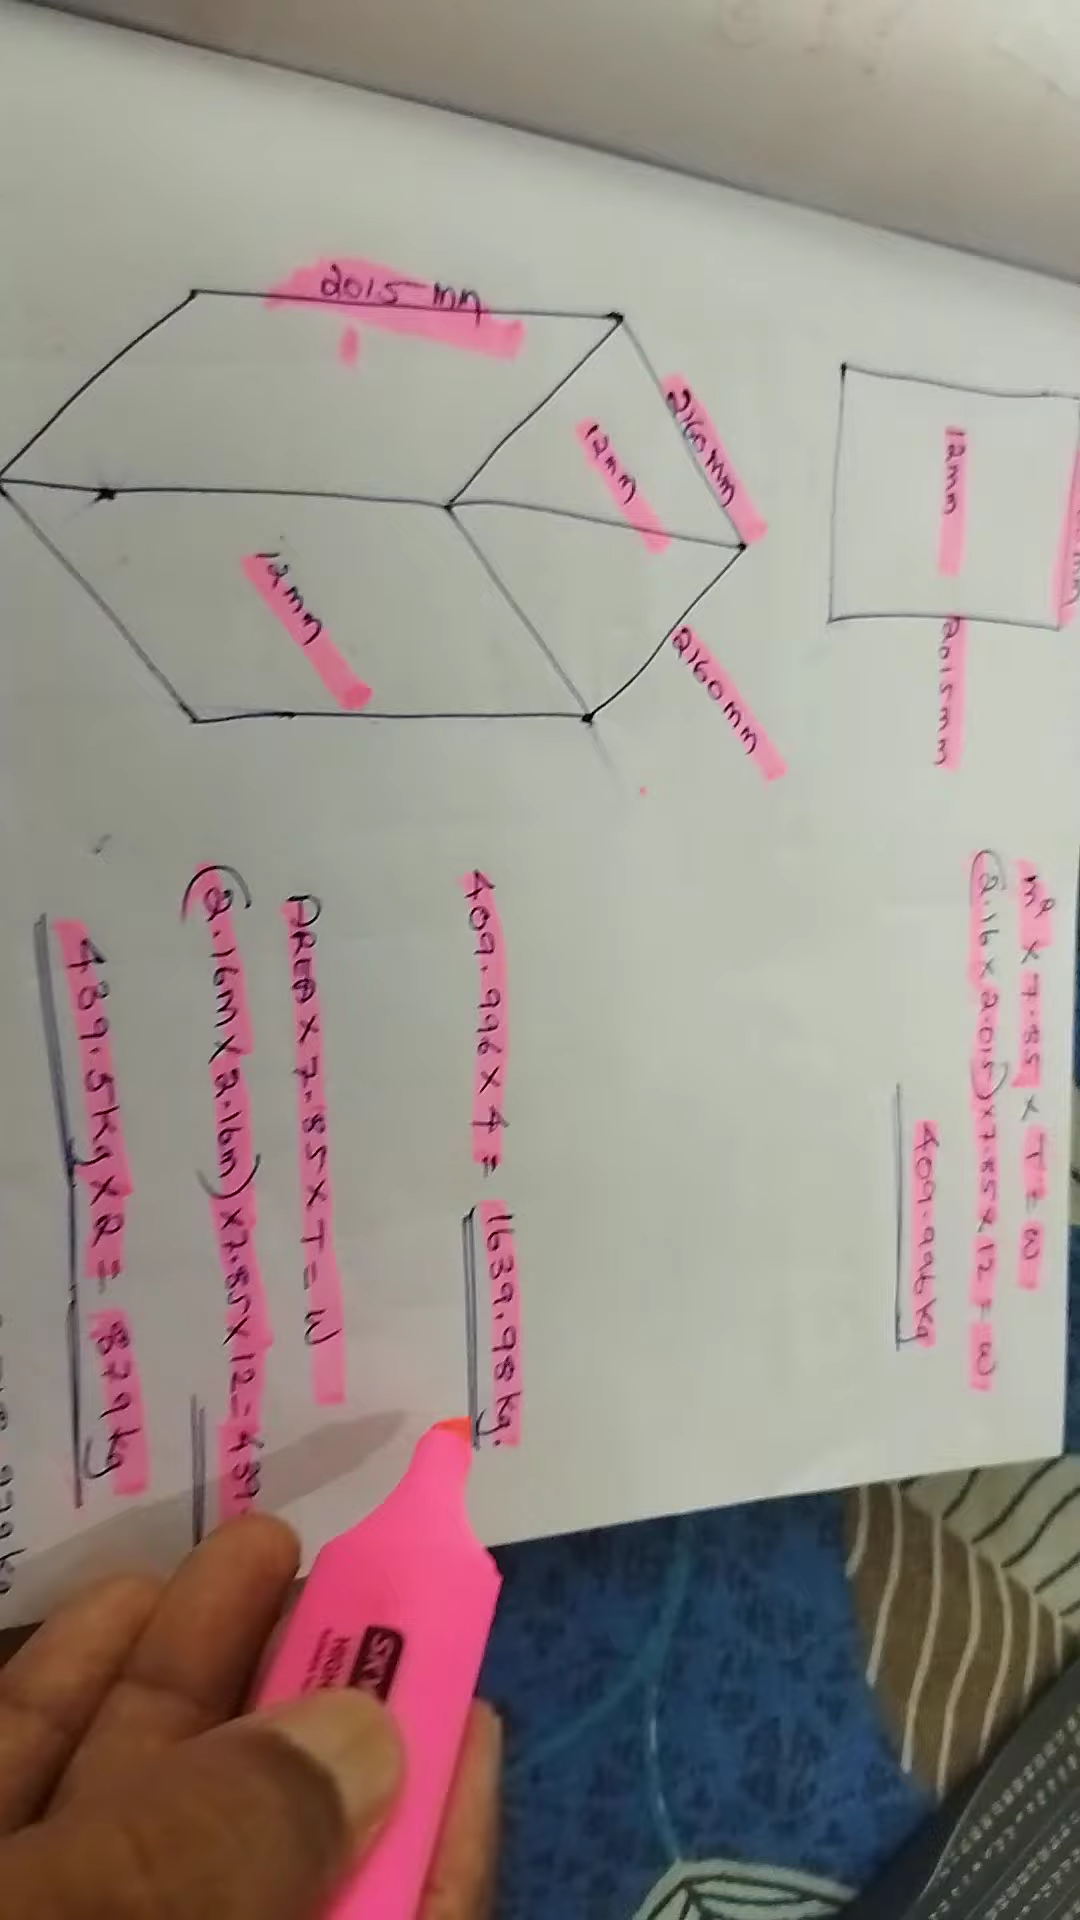 12mm
2015mm
2160mm
12mm
2160mm
2015 mm
12mm
m² × 7.85 × T = W
(2.16 × 2.015) × 7.85 × 12 = W
409.996 Kg
409.996 × 4 = 1639.98 Kg.
AREA × 7.85 × T = W
(2.16m × 2.16m) × 7.85 × 12 = 439.
439.5Kg × 2 = 879 Kg